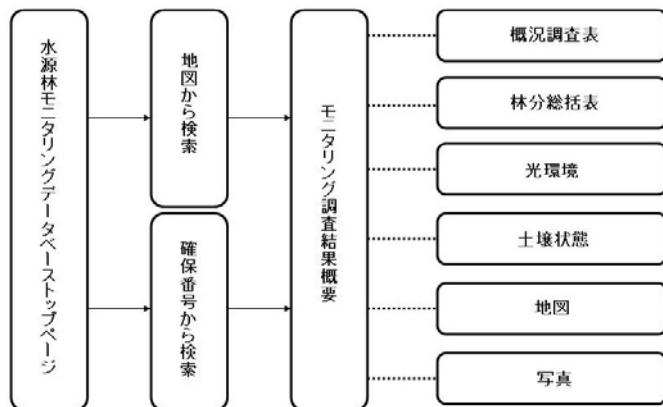 水源林モニタリングデータベーストップページ
地図から検索
確保番号から検索
モニタリング調査結果概要
概況調査表
林分総括表
光環境
土壌状態
地図
写真